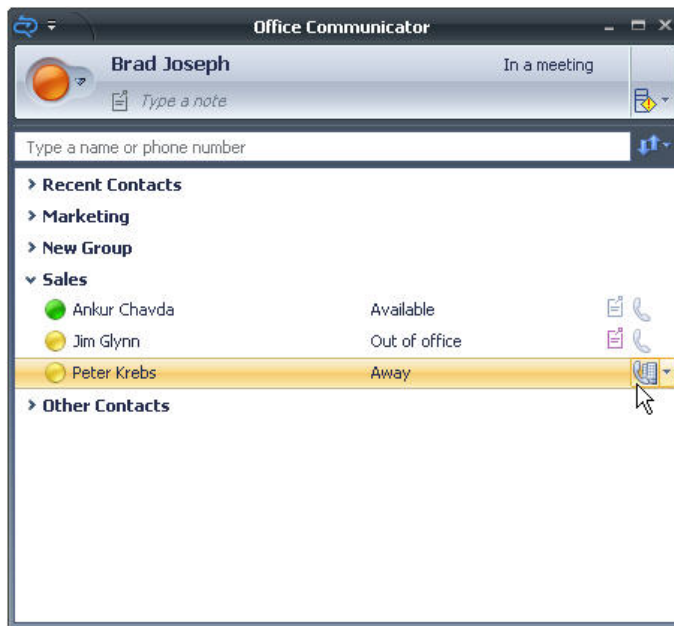 Office Communicator
Brad Joseph In a meeting
Type a note
Type a name or phone number
Recent Contacts
Marketing
New Group
Sales
Ankur Chavda Available
Jim Glynn Out of office
Peter Krebs Away
Other Contacts